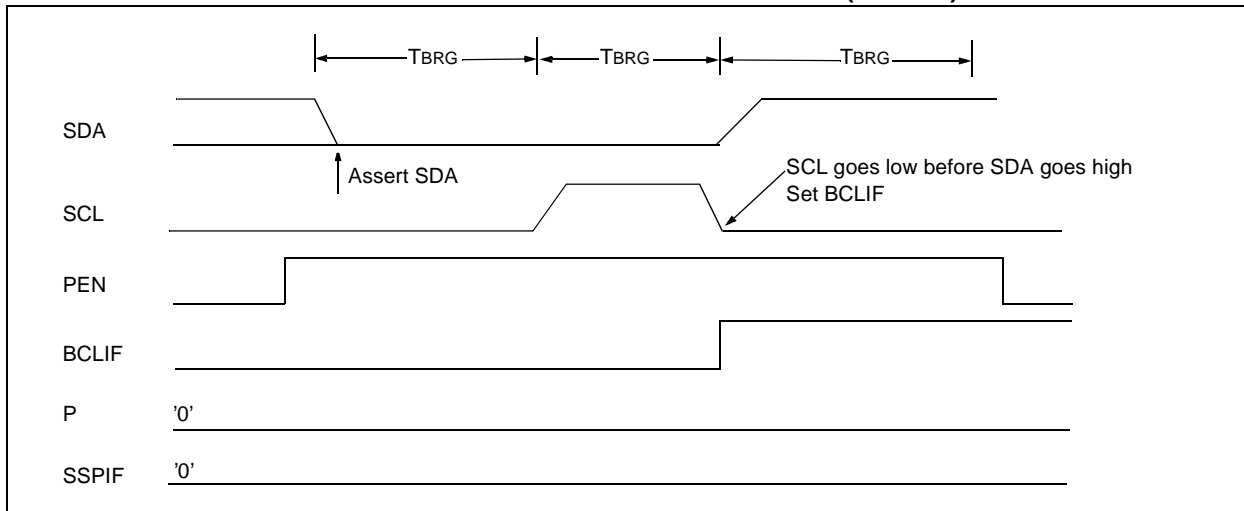 TBRG TBRG TBRG
SDA
Assert SDA
SCL goes low before SDA goes high
Set BCLIF
SCL
PEN
BCLIF
P '0'
SSPIF '0'